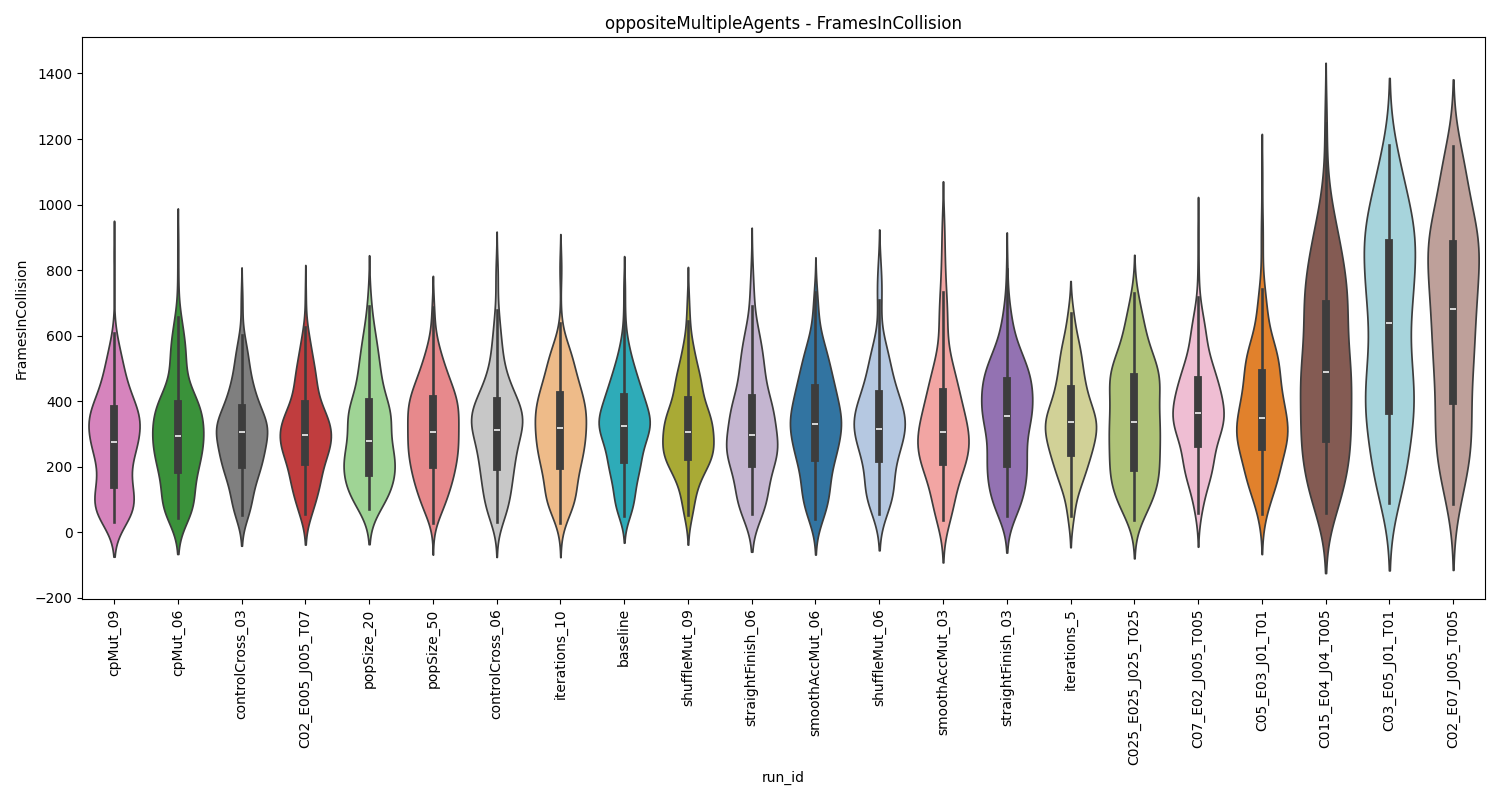 oppositeMultipleAgents - FramesInCollision
FramesInCollision
1400
1200
1000
800
600
400
200
0
−200
cpMut_09
cpMut_06
controlCross_03
C02_E005_J005_T07
popSize_20
popSize_50
controlCross_06
iterations_10
baseline
shuffleMut_09
straightFinish_06
smoothAccMut_06
shuffleMut_06
smoothAccMut_03
straightFinish_03
iterations_5
C025_E025_J025_T025
C07_E02_J005_T005
C05_E03_J01_T01
C015_E04_J04_T005
C03_E05_J01_T01
C02_E07_J005_T005
run_id